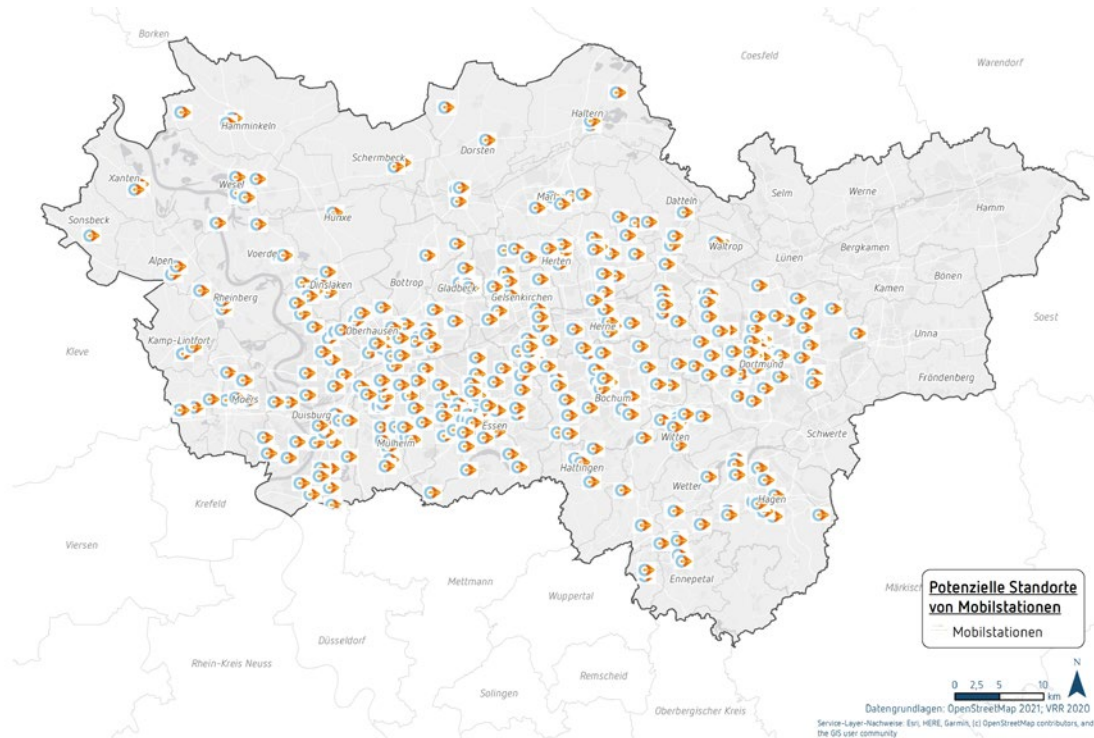 Borken
Coesfeld
Warendorf
Hamminkeln
Haltern
Schermbeck
Dorsten
Xanten
Wesel
Selm
Werne
Hamm
Sonsbeck
Hünxe
Marl
Datteln
Waltrop
Lünen
Bergkamen
Voerde
Alpen
Herten
Bönen
Dinslaken
Bottrop
Gladbeck
Kamen
Rheinberg
Gelsenkirchen
Soest
Oberhausen
Herne
Unna
Kamp-Lintfort
Kleve
Dortmund
Fröndenberg
Moers
Bochum
Duisburg
Essen
Witten
Schwerte
Mülheim
Hattingen
Wetter
Hagen
Krefeld
Viersen
Ennepetal
Mettmann
Wuppertal
Märkisch
Düsseldorf
Rhein-Kreis Neuss
Remscheid
Solingen
Oberbergischer Kreis
Potenzielle Standorte
von Mobilstationen
Mobilstationen
N
0 2,5 5 10
km
Datengrundlagen: OpenStreetMap 2021; VRR 2020
Service-Layer-Nachweise: Esri, HERE, Garmin, (c) OpenStreetMap contributors, and
the GIS user community